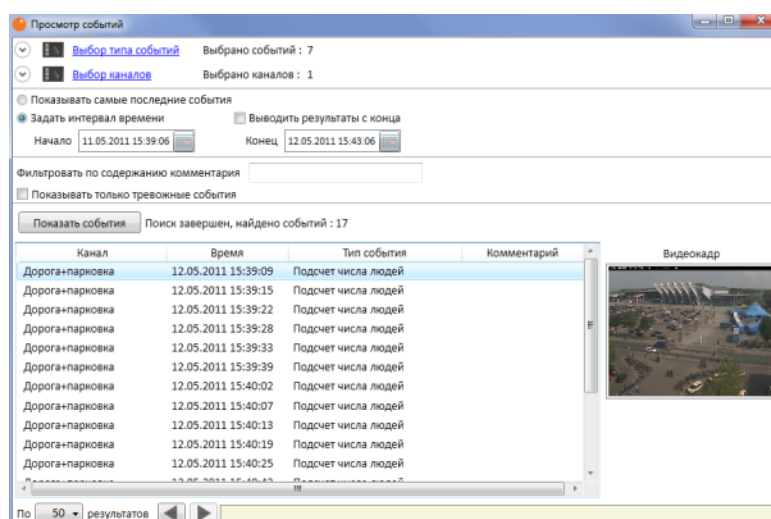 Просмотр событий
Выбор типа событий Выбрано событий : 7
Выбор каналов Выбрано каналов : 1
Показывать самые последние события
Задать интервал времени Выводить результаты с конца
Начало 11.05.2011 15:39:06 Конец 12.05.2011 15:43:06
Фильтровать по содержанию комментария
Показывать только тревожные события
Показать события Поиск завершен, найдено событий : 17
Канал Время Тип события Комментарий Видеокадр
Дорога+парковка 12.05.2011 15:39:09 Подсчет числа людей
Дорога+парковка 12.05.2011 15:39:15 Подсчет числа людей
Дорога+парковка 12.05.2011 15:39:22 Подсчет числа людей
Дорога+парковка 12.05.2011 15:39:28 Подсчет числа людей
Дорога+парковка 12.05.2011 15:39:33 Подсчет числа людей
Дорога+парковка 12.05.2011 15:39:39 Подсчет числа людей
Дорога+парковка 12.05.2011 15:40:02 Подсчет числа людей
Дорога+парковка 12.05.2011 15:40:07 Подсчет числа людей
Дорога+парковка 12.05.2011 15:40:13 Подсчет числа людей
Дорога+парковка 12.05.2011 15:40:19 Подсчет числа людей
Дорога+парковка 12.05.2011 15:40:25 Подсчет числа людей
По 50 результатов